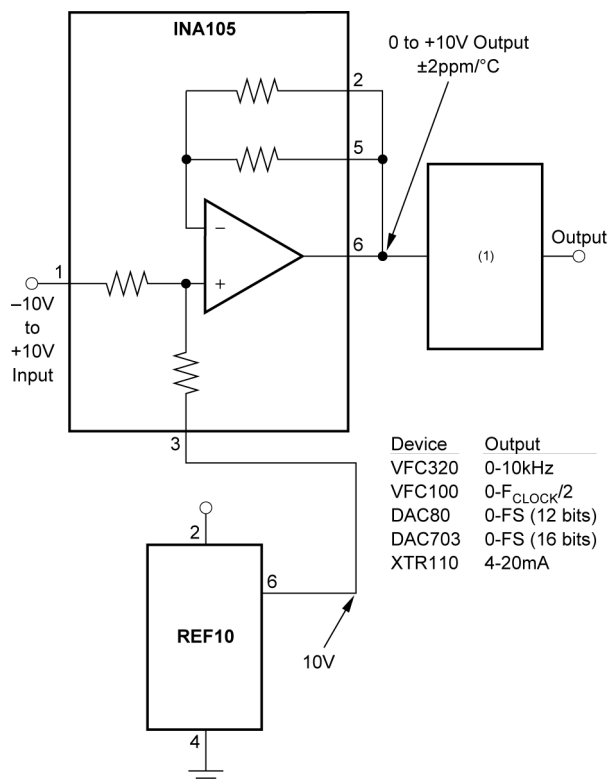 INA105
0 to +10V Output
±2ppm/°C
2
5
6
1
–10V
to
+10V
Input
–
+
(1)
Output
3
Device Output
VFC320 0-10kHz
VFC100 0-FCLOCK/2
DAC80 0-FS (12 bits)
DAC703 0-FS (16 bits)
XTR110 4-20mA
2
6
REF10
10V
4